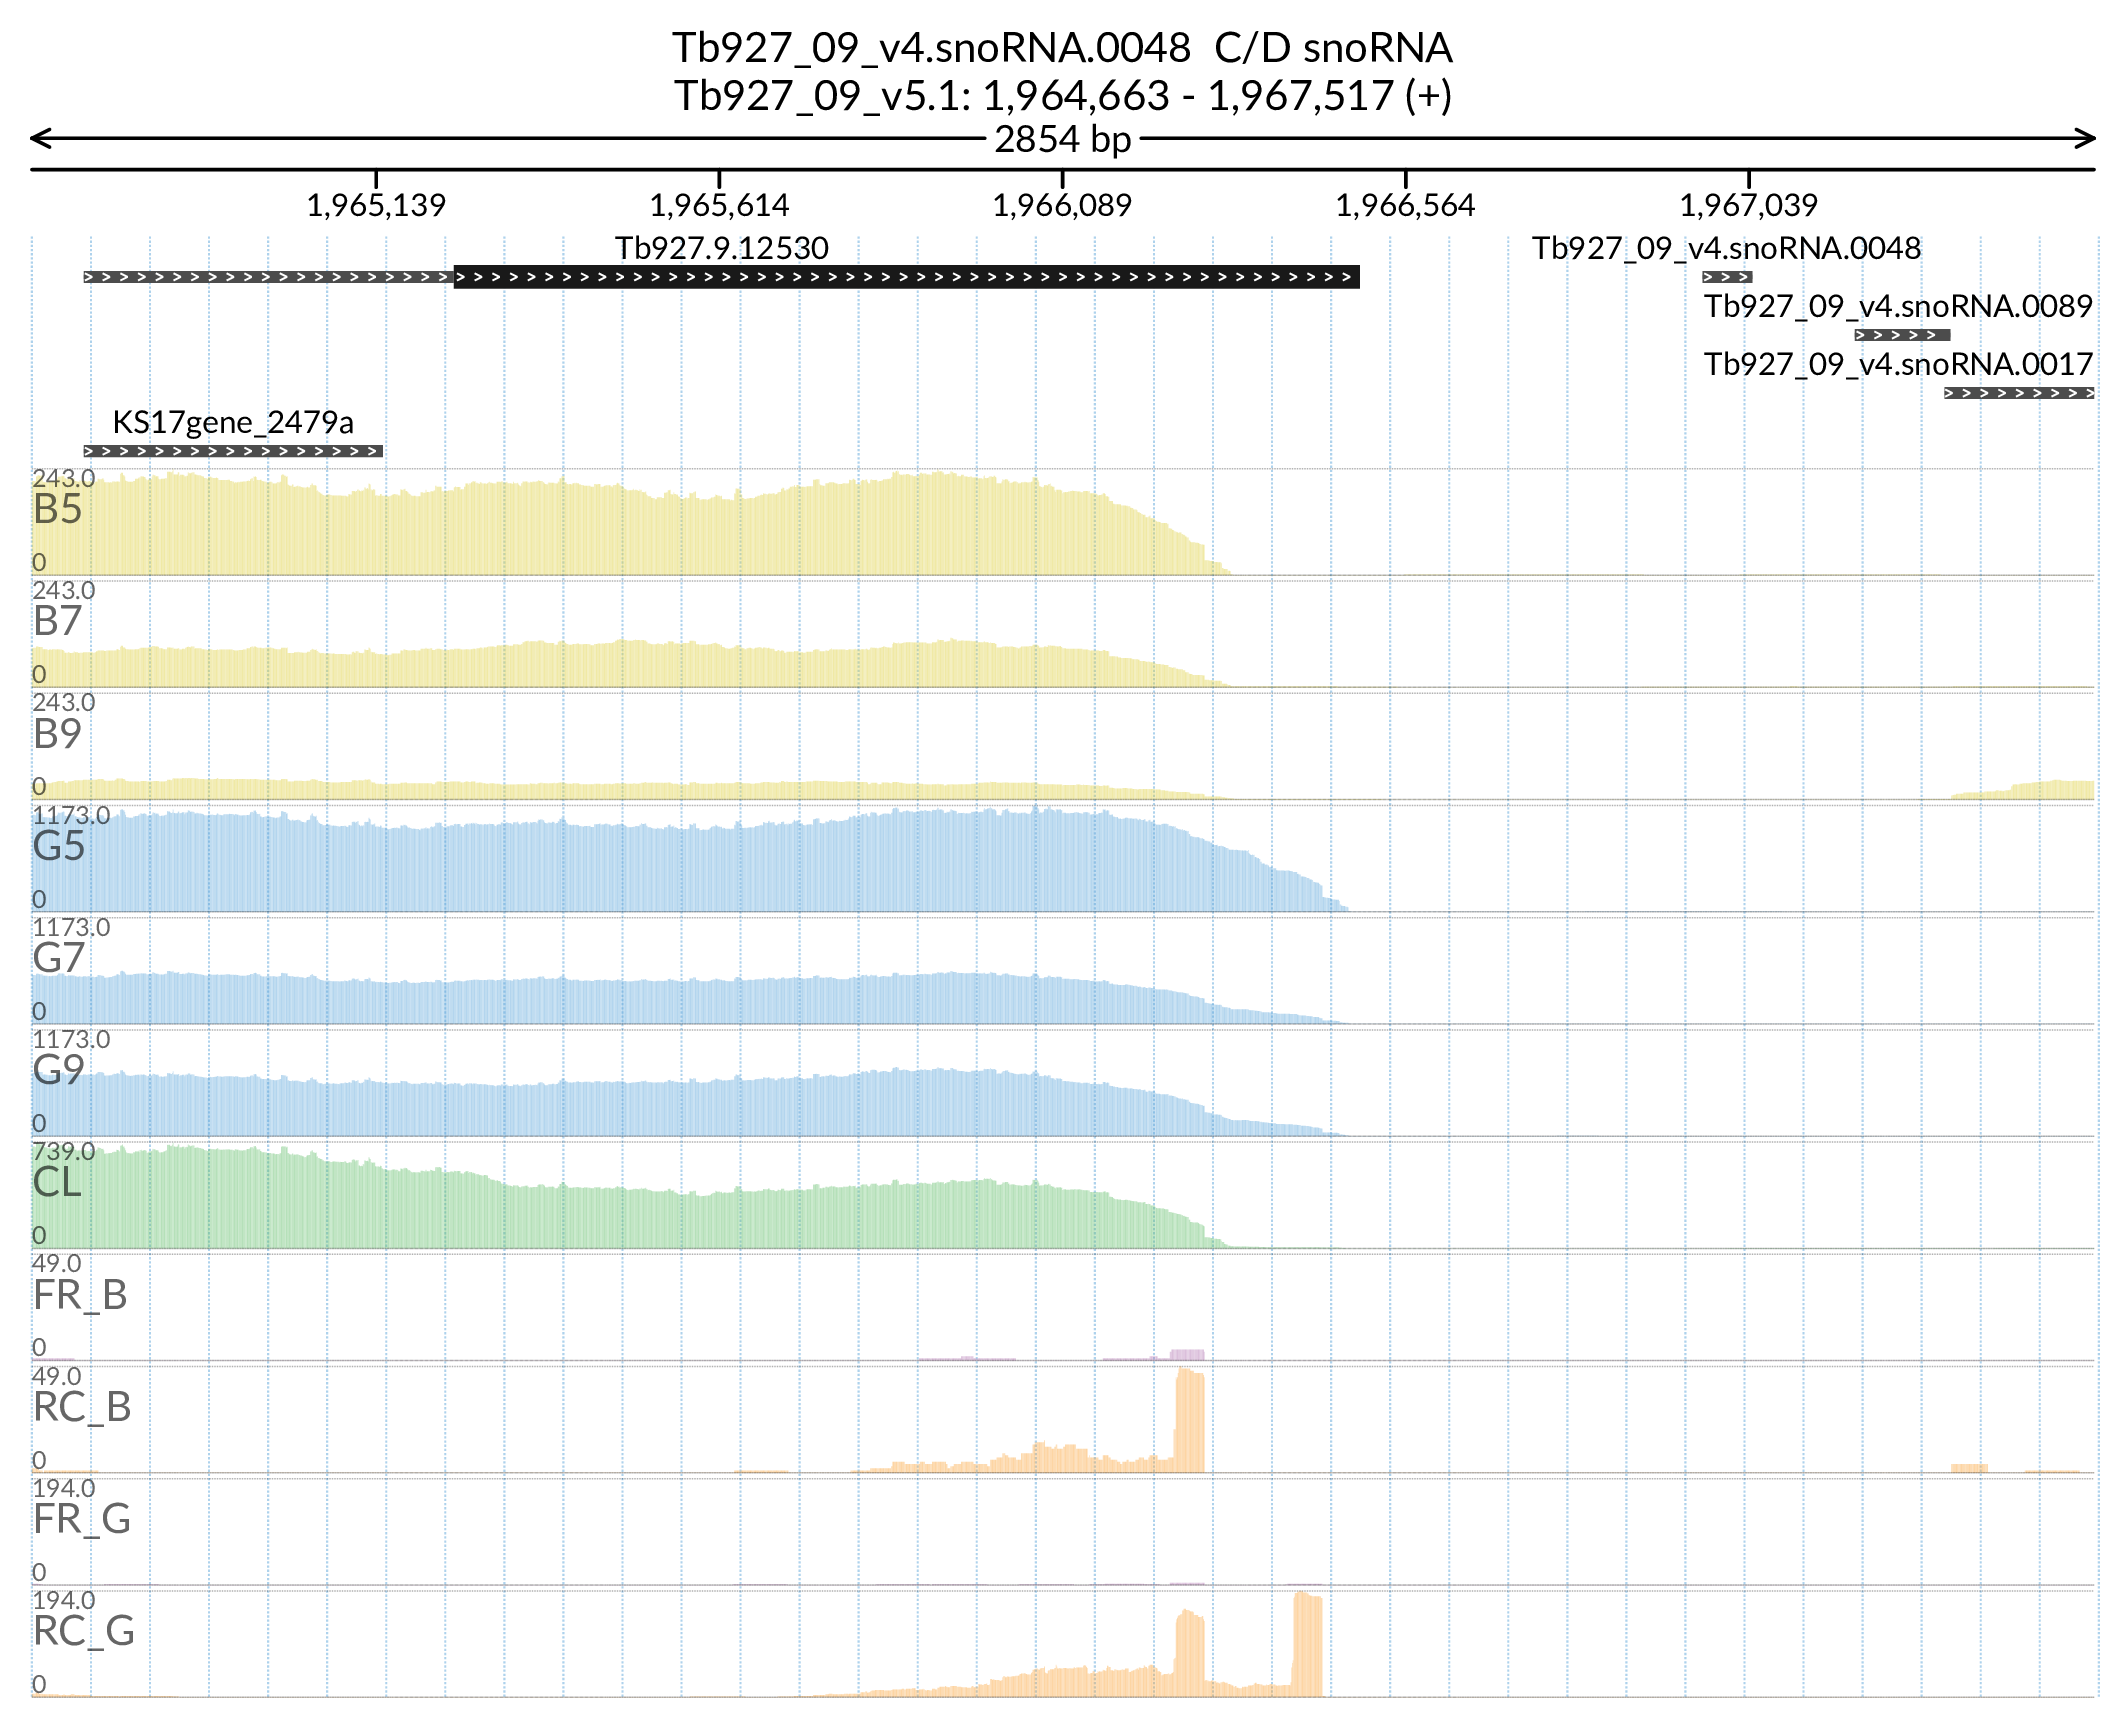 Tb927_09_v4.snoRNA.0048  C/D snoRNA
Tb927_09_v5.1: 1,964,663 - 1,967,517 (+)
2854 bp
1,965,139 1,965,614 1,966,089 1,966,564 1,967,039
Tb927.9.12530 Tb927_09_v4.snoRNA.0048
Tb927_09_v4.snoRNA.0089
Tb927_09_v4.snoRNA.0017
KS17gene_2479a
243.0
B5
0
243.0
B7
0
243.0
B9
0
1173.0
G5
0
1173.0
G7
0
1173.0
G9
0
739.0
CL
0
49.0
FR_B
0
49.0
RC_B
0
194.0
FR_G
0
194.0
RC_G
0